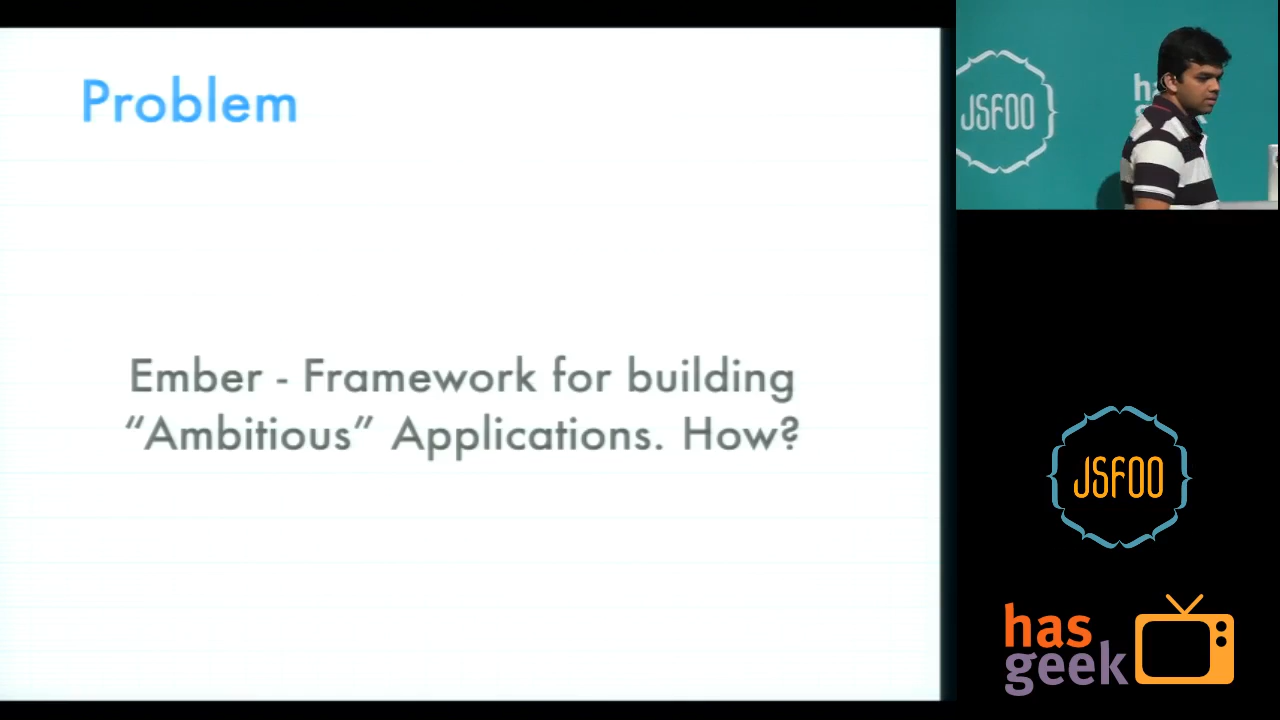 Problem
Ember - Framework for building
“Ambitious” Applications. How?
JSFOO
JSFOO
has
geek